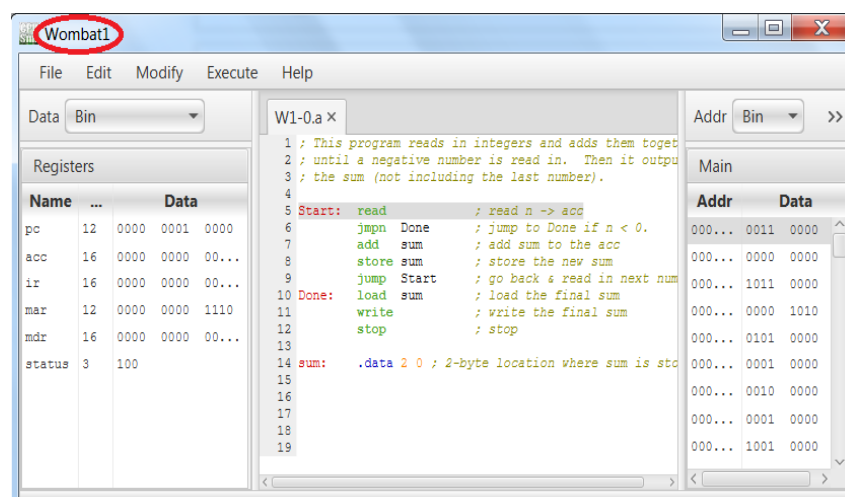 Wombat1
File Edit Modify Execute Help
Data Bin
W1-0.a ×
Addr Bin >>
Registers
Name ... Data
pc 12 0000 0001 0000
acc 16 0000 0000 00...
ir 16 0000 0000 00...
mar 12 0000 0000 1110
mdr 16 0000 0000 00...
status 3 100
1 ; This program reads in integers and adds them toget
2 ; until a negative number is read in. Then it outpu
3 ; the sum (not including the last number).
4
5 Start: read ; read n -> acc
6 jmpn Done ; jump to Done if n < 0.
7 add sum ; add sum to the acc
8 store sum ; store the new sum
9 jump Start ; go back & read in next num
10 Done: load sum ; load the final sum
11 write ; write the final sum
12 stop ; stop
13
14 sum: .data 2 0 ; 2-byte location where sum is sto
15
16
17
18
19
Main
Addr Data
000... 0011 0000
000... 0000 0000
000... 1011 0000
000... 0000 1010
000... 0101 0000
000... 0001 0000
000... 0010 0000
000... 0001 0000
000... 1001 0000